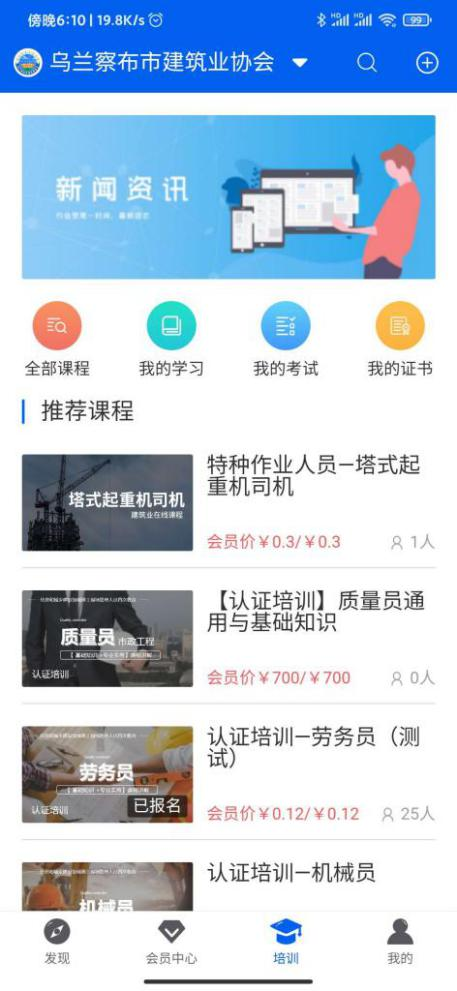 傍晚6:10 | 19.8K/s
HD
HD
99
乌兰察布市建筑业协会
新闻资讯
全部课程
我的学习
我的考试
我的证书
推荐课程
塔式起重机司机
建筑业在线课程
特种作业人员—塔式起
重机司机
会员价￥0.3/￥0.3
1人
质量员 市政工程
认证培训
【认证培训】质量员通
用与基础知识
会员价￥700/￥700
0人
劳务员
认证培训
已报名
认证培训—劳务员（测
试）
会员价￥0.12/￥0.12
25人
机械员
认证培训—机械员
发现
会员中心
培训
我的